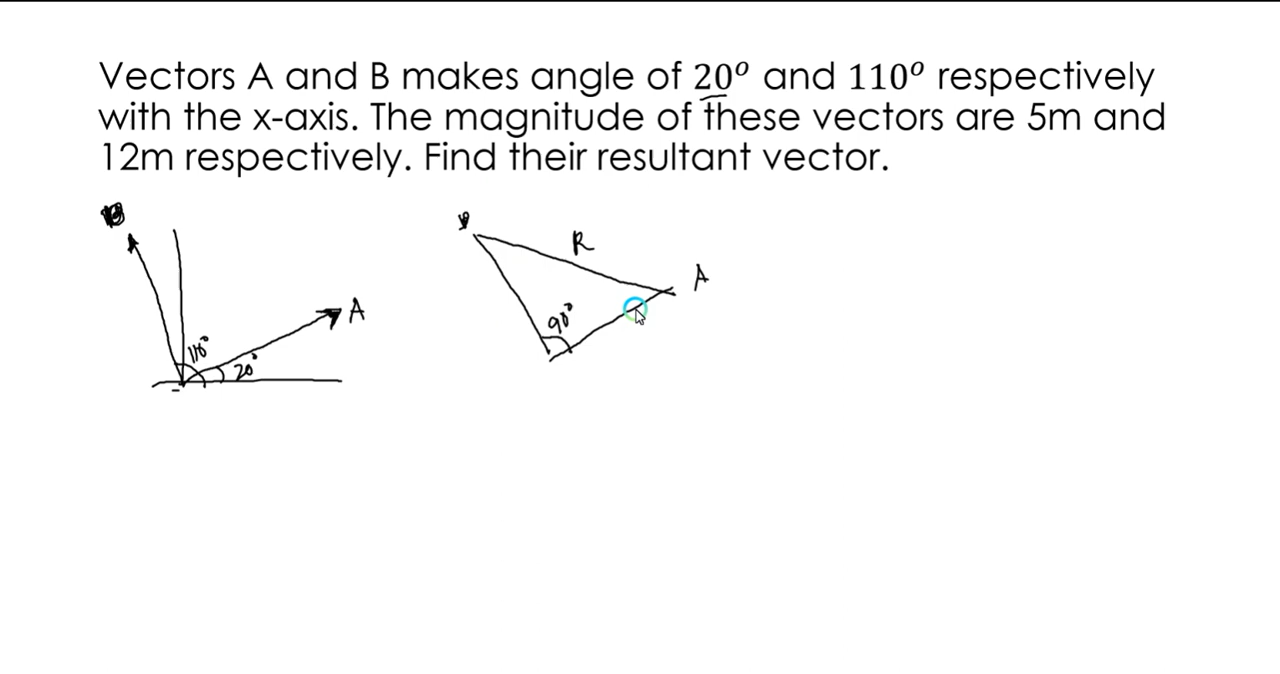 Vectors A and B makes angle of 20° and 110° respectively
with the x-axis. The magnitude of these vectors are 5m and
12m respectively. Find their resultant vector.
B
R
A
A
90°
110°
20°